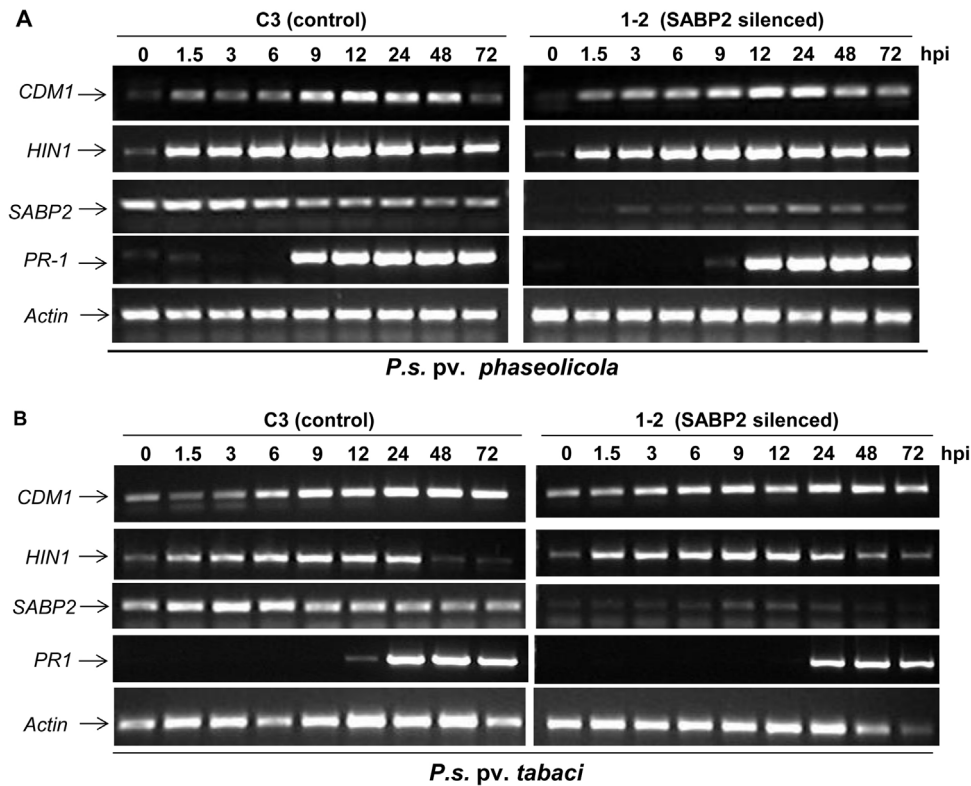 A C3 (control) 1-2 (SABP2 silenced)
0 1.5 3 6 9 12 24 48 72 0 1.5 3 6 9 12 24 48 72 hpi
CDM1
HIN1
SABP2
PR-1
Actin
P.s. pv. phaseolicola
B C3 (control) 1-2 (SABP2 silenced)
0 1.5 3 6 9 12 24 48 72 0 1.5 3 6 9 12 24 48 72 hpi
CDM1
HIN1
SABP2
PR1
Actin
P.s. pv. tabaci